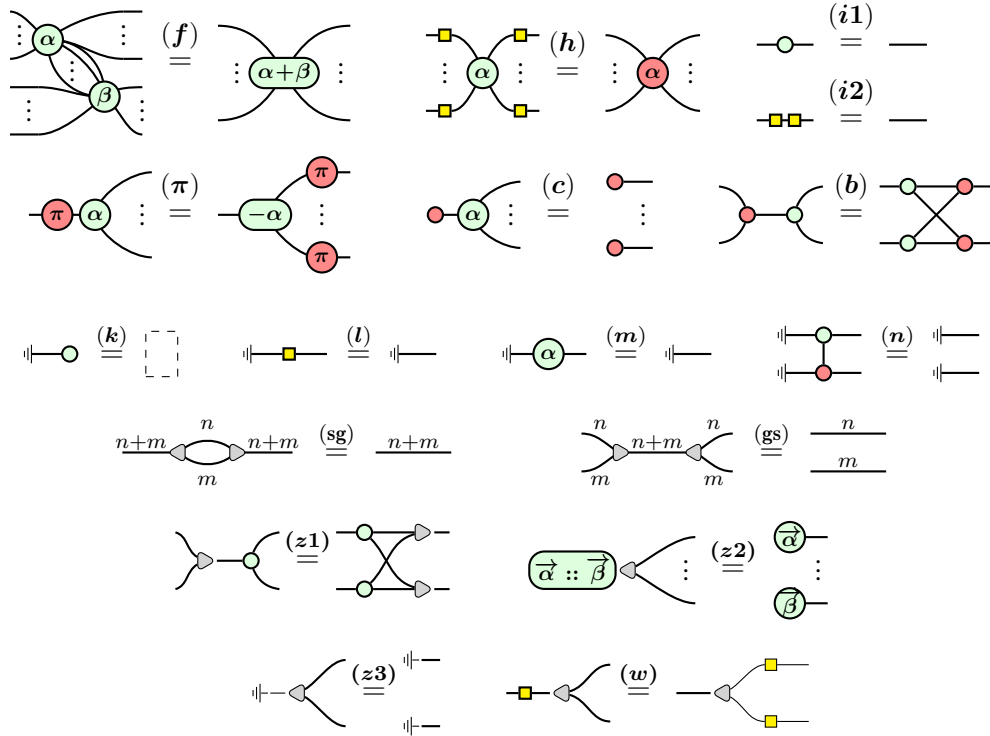 α (f) = α+β
β
α (h) = α
(i1) =
(i2) =
π α (π) = −α π π
α (c) =
(b) =
(k) =
(l) =
α (m) =
(n) =
n+m n m n+m (sg) = n+m
n m n+m n m (gs) = n m
(z1) =
α⃗ :: β⃗ (z2) = α⃗ β⃗
(z3) =
(w) =